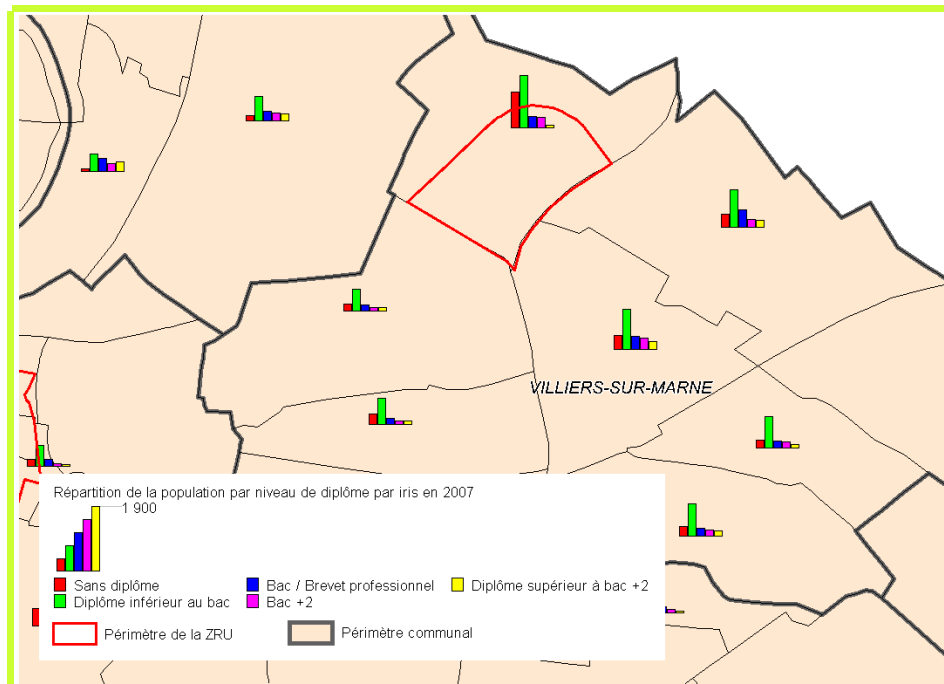 VILLIERS-SUR-MARNE
Répartition de la population par niveau de diplôme par iris en 2007
1 900
Sans diplôme
Bac / Brevet professionnel
Diplôme supérieur à bac +2
Diplôme inférieur au bac
Bac +2
Périmètre de la ZRU
Périmètre communal